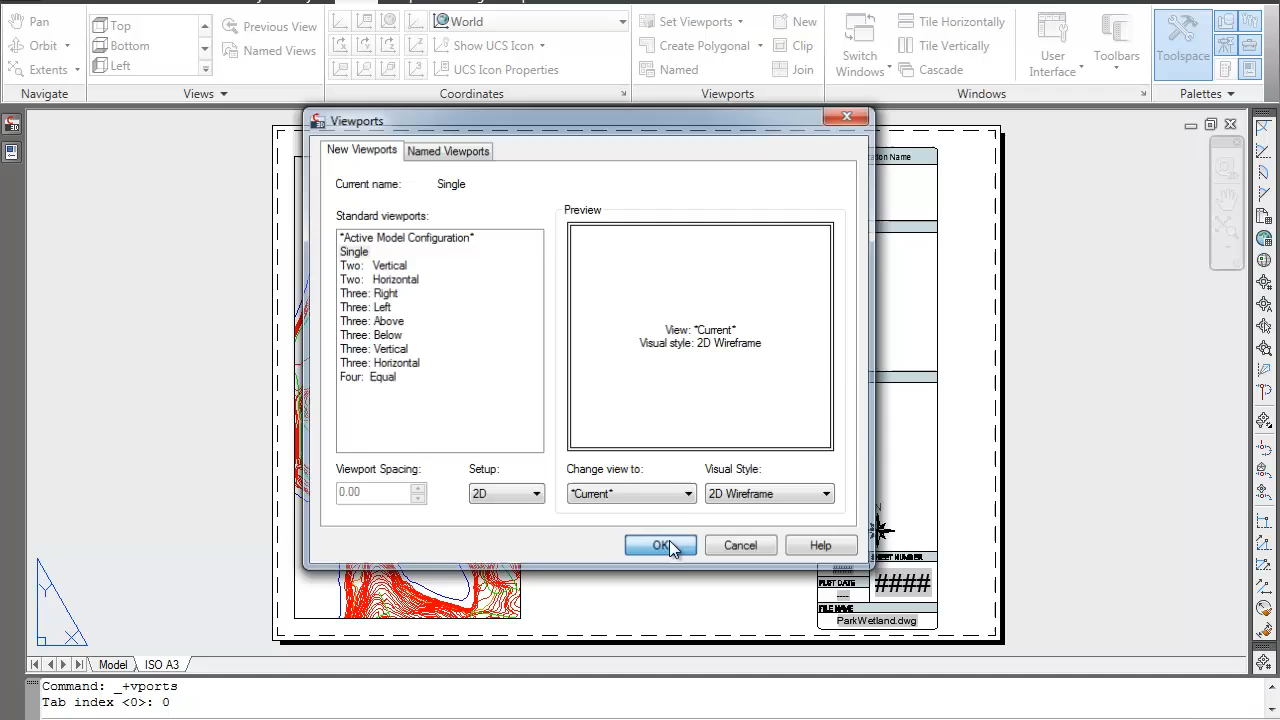 Pan
Orbit
Extents
Navigate
Top
Bottom
Left
Previous View
Named Views
Views
World
Show UCS Icon
UCS Icon Properties
Coordinates
Set Viewports
Create Polygonal
Named
New
Clip
Join
Viewports
Switch
Windows
Tile Horizontally
Tile Vertically
Cascade
Windows
User
Interface
Toolbars
Toolspace
Palettes
Viewports
New Viewports
Named Viewports
Current name: Single
Standard viewports:
*Active Model Configuration*
Single
Two: Vertical
Two: Horizontal
Three: Right
Three: Left
Three: Above
Three: Below
Three: Vertical
Three: Horizontal
Four: Equal
Preview
View: *Current*
Visual style: 2D Wireframe
Viewport Spacing:
0.00
Setup:
2D
Change view to:
*Current*
Visual Style:
2D Wireframe
OK
Cancel
Help
Name
N
SHEET NUMBER
####
PLOT DATE
----
FILE NAME
ParkWetland.dwg
Y
X
Model
ISO A3
Command: _+vports
Tab index <0>: 0